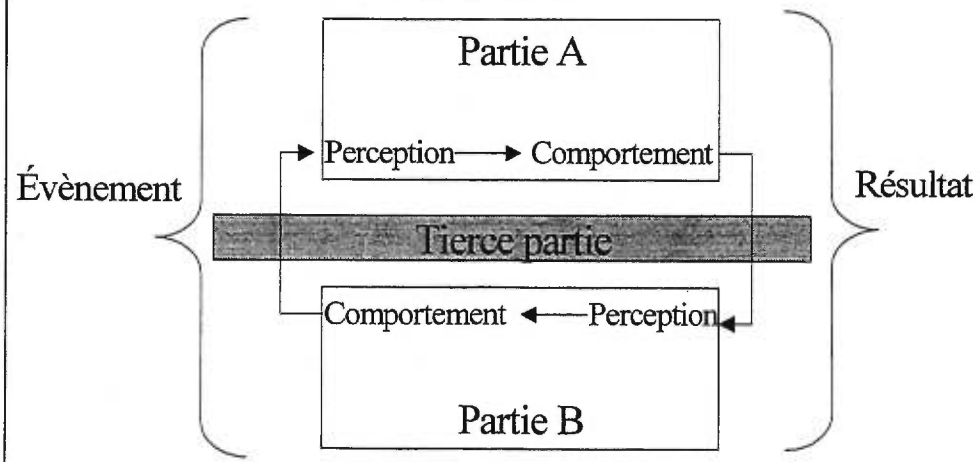 Partie A
Perception Comportement
Évènement
Résultat
Tierce partie
Comportement Perception
Partie B